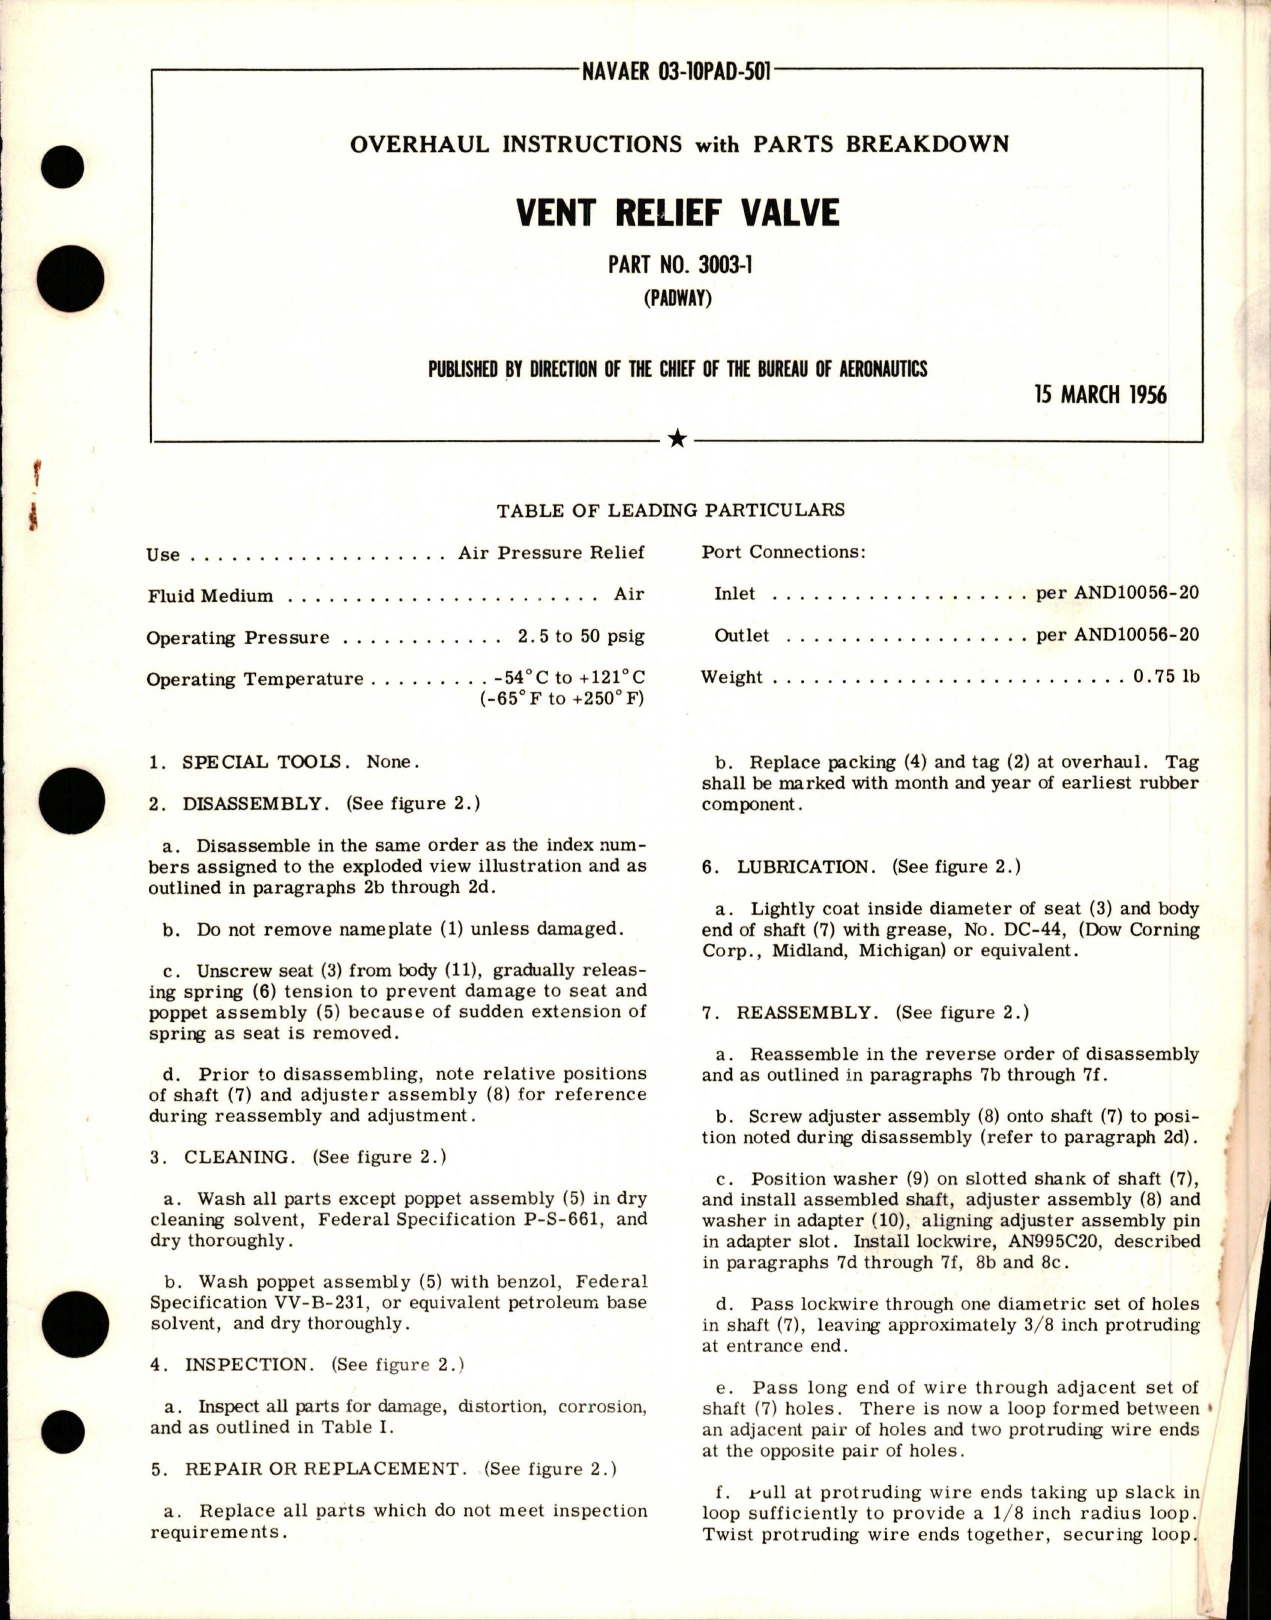 NAVAER 03-10PAD-501
OVERHAUL INSTRUCTIONS with PARTS BREAKDOWN
VENT RELIEF VALVE
PART NO. 3003-1
(PADWAY)
PUBLISHED BY DIRECTION OF THE CHIEF OF THE BUREAU OF AERONAUTICS
15 MARCH 1956
TABLE OF LEADING PARTICULARS
Use . . . . . . . . . . . . . . . . . . . Air Pressure Relief
Fluid Medium . . . . . . . . . . . . . . . . . . . . . . . Air
Operating Pressure . . . . . . . . . . . . 2.5 to 50 psig
Operating Temperature . . . . . . . . . -54°C to +121°C
(-65°F to +250°F)
Port Connections:
Inlet . . . . . . . . . . . . . . . . . . . per AND10056-20
Outlet . . . . . . . . . . . . . . . . . . per AND10056-20
Weight . . . . . . . . . . . . . . . . . . . . . . . . . . 0.75 lb
1. SPECIAL TOOLS. None.
2. DISASSEMBLY. (See figure 2.)
a. Disassemble in the same order as the index num-
bers assigned to the exploded view illustration and as
outlined in paragraphs 2b through 2d.
b. Do not remove nameplate (1) unless damaged.
c. Unscrew seat (3) from body (11), gradually releas-
ing spring (6) tension to prevent damage to seat and
poppet assembly (5) because of sudden extension of
spring as seat is removed.
d. Prior to disassembling, note relative positions
of shaft (7) and adjuster assembly (8) for reference
during reassembly and adjustment.
3. CLEANING. (See figure 2.)
a. Wash all parts except poppet assembly (5) in dry
cleaning solvent, Federal Specification P-S-661, and
dry thoroughly.
b. Wash poppet assembly (5) with benzol, Federal
Specification VV-B-231, or equivalent petroleum base
solvent, and dry thoroughly.
4. INSPECTION. (See figure 2.)
a. Inspect all parts for damage, distortion, corrosion,
and as outlined in Table I.
5. REPAIR OR REPLACEMENT. (See figure 2.)
a. Replace all parts which do not meet inspection
requirements.
b. Replace packing (4) and tag (2) at overhaul. Tag
shall be marked with month and year of earliest rubber
component.
6. LUBRICATION. (See figure 2.)
a. Lightly coat inside diameter of seat (3) and body
end of shaft (7) with grease, No. DC-44, (Dow Corning
Corp., Midland, Michigan) or equivalent.
7. REASSEMBLY. (See figure 2.)
a. Reassemble in the reverse order of disassembly
and as outlined in paragraphs 7b through 7f.
b. Screw adjuster assembly (8) onto shaft (7) to posi-
tion noted during disassembly (refer to paragraph 2d).
c. Position washer (9) on slotted shank of shaft (7),
and install assembled shaft, adjuster assembly (8) and
washer in adapter (10), aligning adjuster assembly pin
in adapter slot. Install lockwire, AN995C20, described
in paragraphs 7d through 7f, 8b and 8c.
d. Pass lockwire through one diametric set of holes
in shaft (7), leaving approximately 3/8 inch protruding
at entrance end.
e. Pass long end of wire through adjacent set of
shaft (7) holes. There is now a loop formed between
an adjacent pair of holes and two protruding wire ends
at the opposite pair of holes.
f. Pull at protruding wire ends taking up slack in
loop sufficiently to provide a 1/8 inch radius loop.
Twist protruding wire ends together, securing loop.